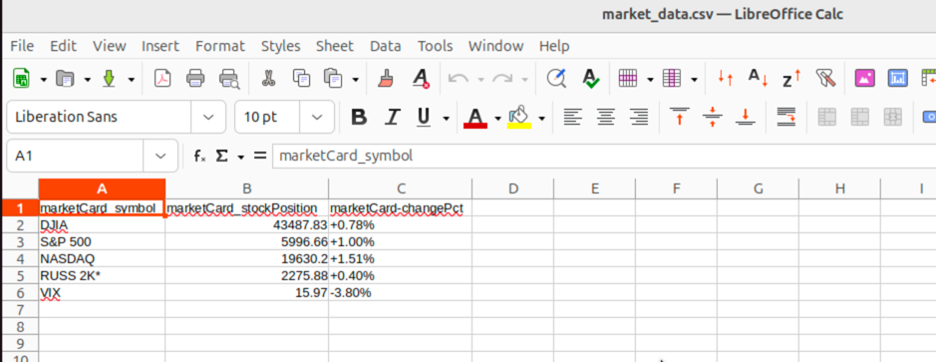 market_data.csv — LibreOffice Calc
File Edit View Insert Format Styles Sheet Data Tools Window Help
Liberation Sans 10 pt B I U A
A1 fx Σ = marketCard_symbol
A B C D E F G H I
1 marketCard_symbol marketCard_stockPosition marketCard-changePct
2 DJIA 43487.83 +0.78%
3 S&P 500 5996.66 +1.00%
4 NASDAQ 19630.2 +1.51%
5 RUSS 2K* 2275.88 +0.40%
6 VIX 15.97 -3.80%
7
8
9
10